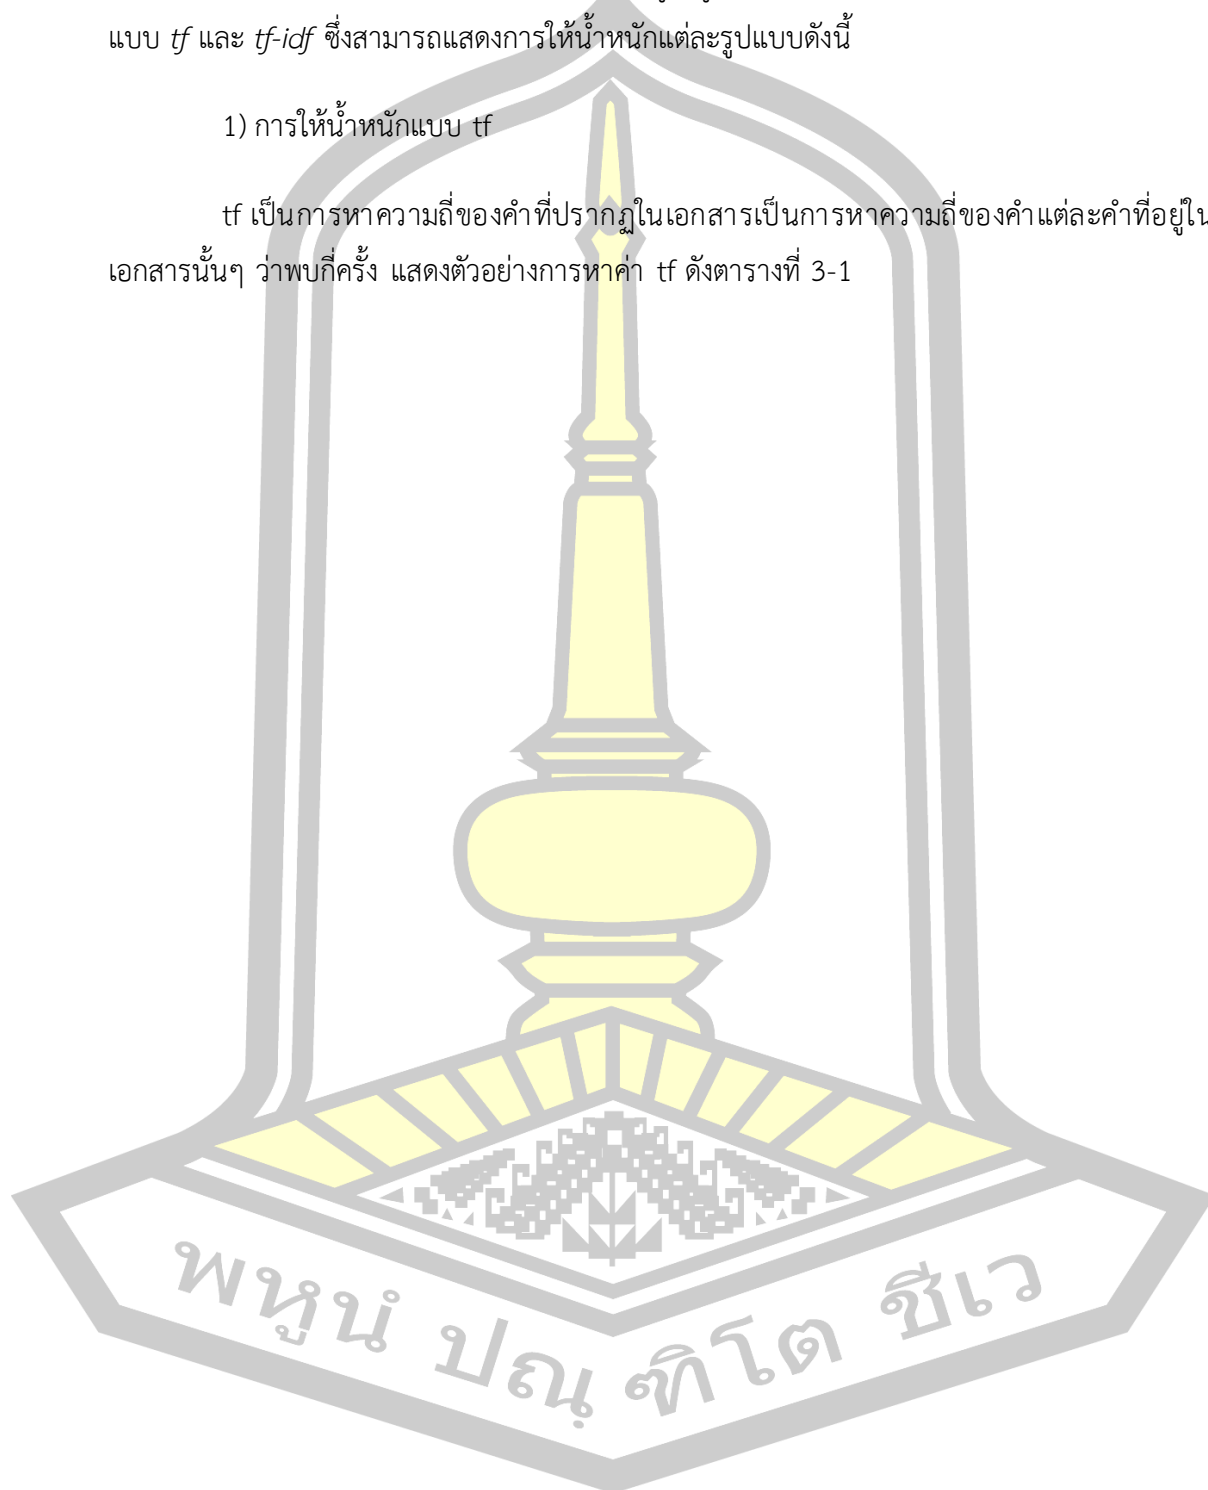 แบบ tf และ tf-idf ซึ่งสามารถแสดงการให้น้ำหนักแต่ละรูปแบบดังนี้
1) การให้น้ำหนักแบบ tf
tf เป็นการหาความถี่ของคำที่ปรากฏในเอกสารเป็นการหาความถี่ของคำแต่ละคำที่อยู่ใน
เอกสารนั้นๆ ว่าพบกี่ครั้ง แสดงตัวอย่างการหาค่า tf ดังตารางที่ 3-1
พหูนํ ปณฺ ฑิโต ชีเว